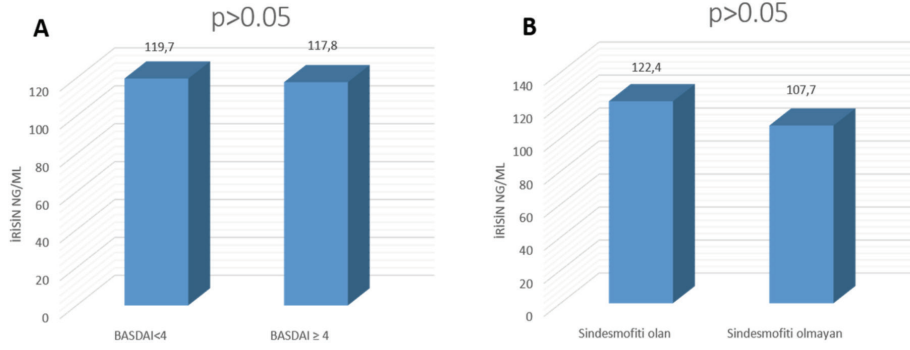 A
p>0.05
119,7
117,8
120
100
80
60
40
20
0
İRİSİN NG/ML
BASDAI<4
BASDAI ≥ 4
B
p>0.05
122,4
107,7
140
120
100
80
60
40
20
0
İRİSİN NG/ML
Sindesmofiti olan
Sindesmofiti olmayan